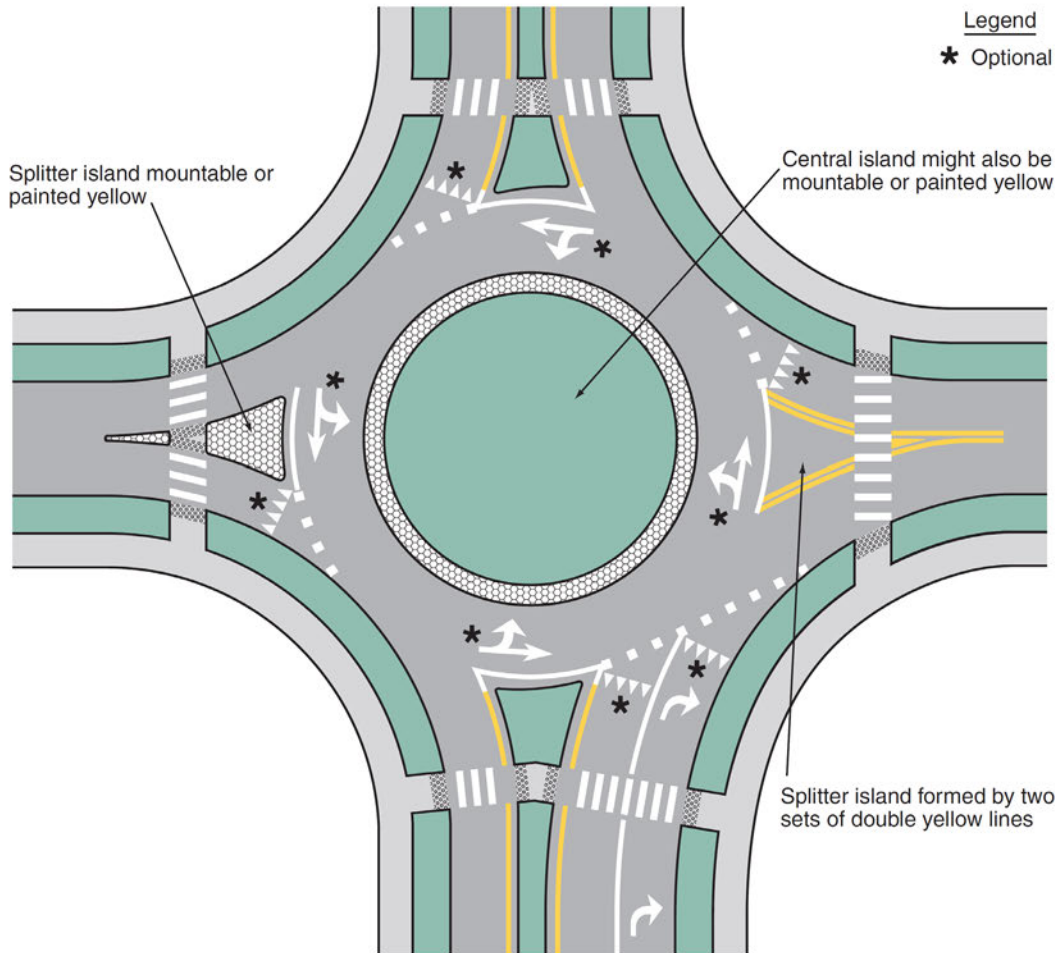 Legend
* Optional
Splitter island mountable or
painted yellow
Central island might also be
mountable or painted yellow
Splitter island formed by two
sets of double yellow lines